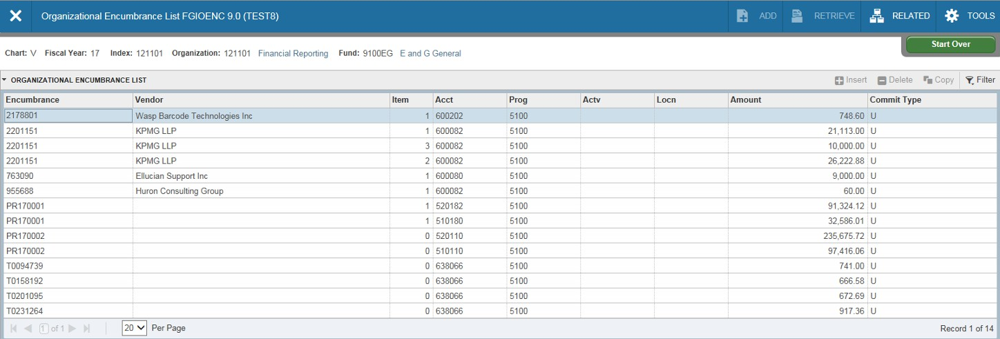 Organizational Encumbrance List FGIOENC 9.0 (TEST8) ADD RETRIEVE RELATED TOOLS
Chart: V Fiscal Year: 17 Index: 121101 Organization: 121101 Financial Reporting Fund: 9100EG E and G General Start Over
ORGANIZATIONAL ENCUMBRANCE LIST Insert Delete Copy Filter
Encumbrance Vendor Item Acct Prog Actv Locn Amount Commit Type
2178801 Wasp Barcode Technologies Inc 1 600202 5100 748.60 U
2201151 KPMG LLP 1 600082 5100 21,113.00 U
2201151 KPMG LLP 3 600082 5100 10,000.00 U
2201151 KPMG LLP 2 600082 5100 26,222.88 U
763090 Ellucian Support Inc 1 600080 5100 9,000.00 U
955688 Huron Consulting Group 1 600082 5100 60.00 U
PR170001 1 520182 5100 91,324.12 U
PR170001 1 510180 5100 32,586.01 U
PR170002 0 520110 5100 235,675.72 U
PR170002 0 510110 5100 97,416.06 U
T0094739 0 638066 5100 741.00 U
T0158192 0 638066 5100 666.58 U
T0201095 0 638066 5100 672.69 U
T0231264 0 638066 5100 917.36 U
1 of 1 20 Per Page Record 1 of 14